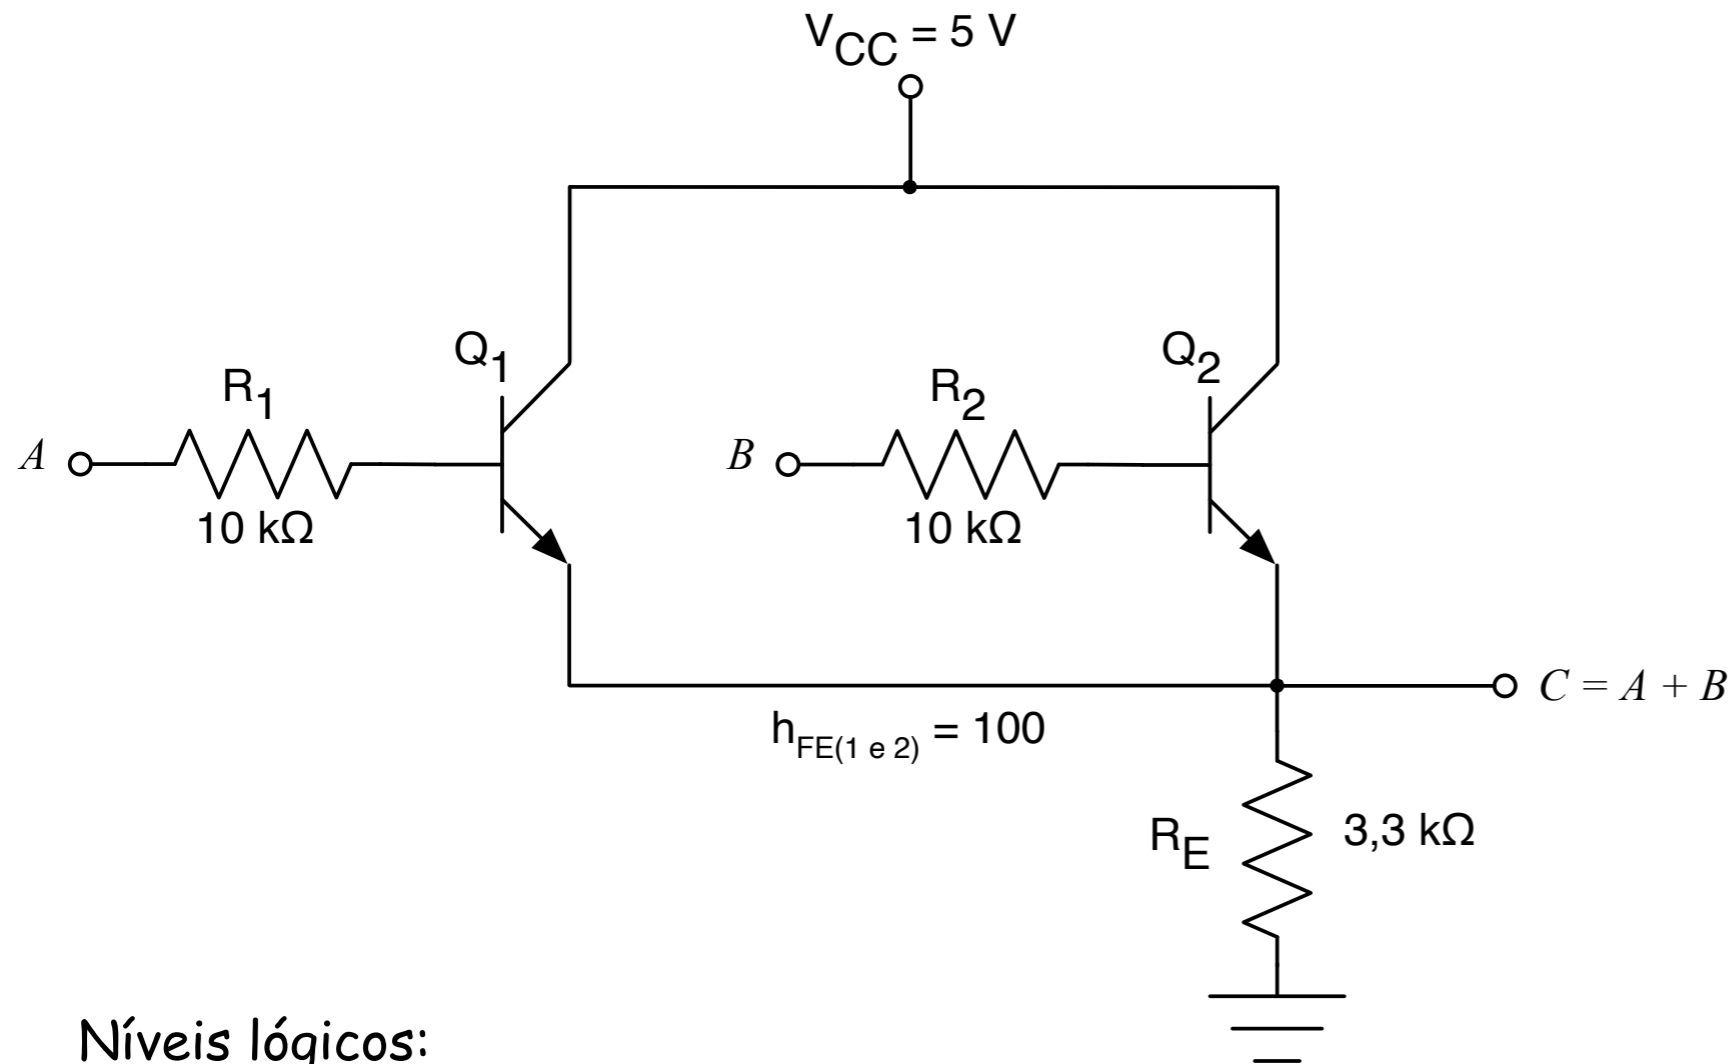 VCC = 5 V
Q1
Q2
R1
R2
A
B
10 kΩ
10 kΩ
C = A + B
hFE(1 e 2) = 100
RE
3,3 kΩ
Níveis lógicos: